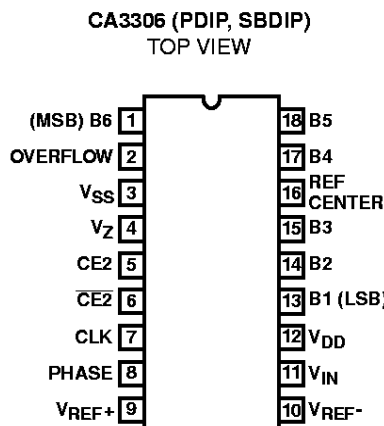 CA3306 (PDIP, SBDIP)
TOP VIEW
(MSB) B6 1
OVERFLOW 2
VSS 3
VZ 4
CE2 5
C̅E̅2̅ 6
CLK 7
PHASE 8
VREF+ 9
18 B5
17 B4
16 REF
CENTER
15 B3
14 B2
13 B1 (LSB)
12 VDD
11 VIN
10 VREF-